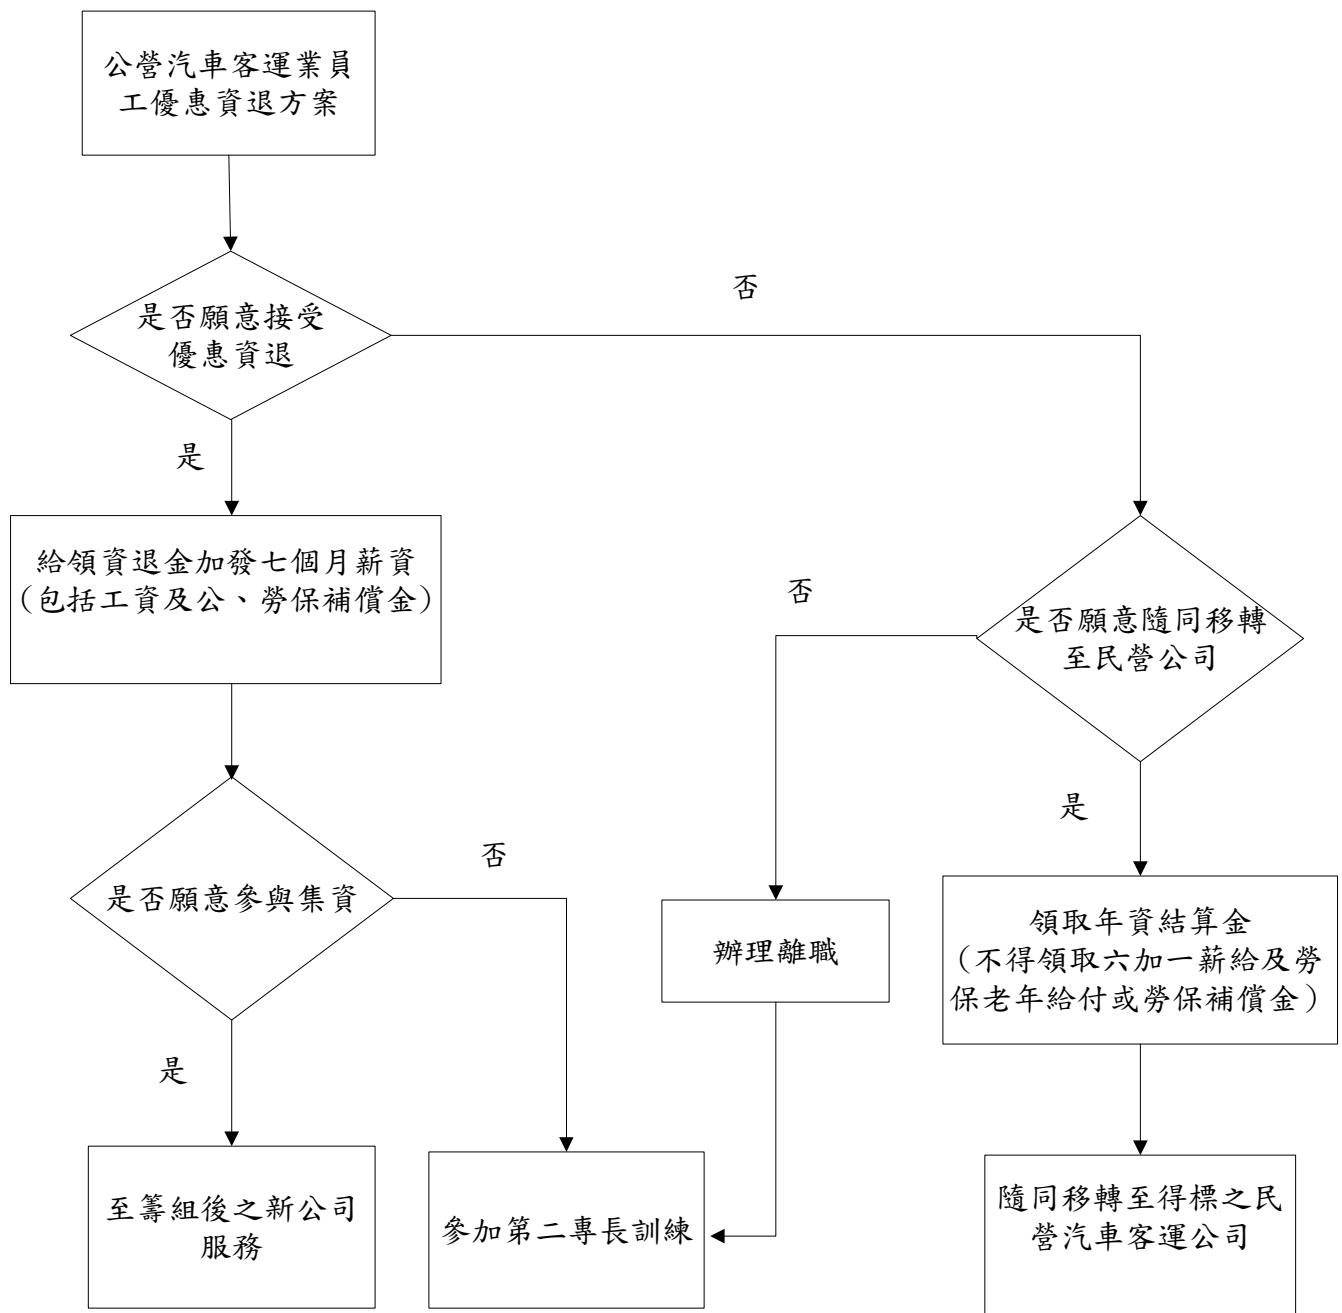 公營汽車客運業員
工優惠資退方案
否
是否願意接受
優惠資退
是
給領資退金加發七個月薪資
（包括工資及公、勞保補償金）
否
是否願意隨同移轉
至民營公司
是
否
是否願意參與集資
辦理離職
領取年資結算金
（不得領取六加一薪給及勞
保老年給付或勞保補償金）
是
至籌組後之新公司
服務
參加第二專長訓練
隨同移轉至得標之民
營汽車客運公司